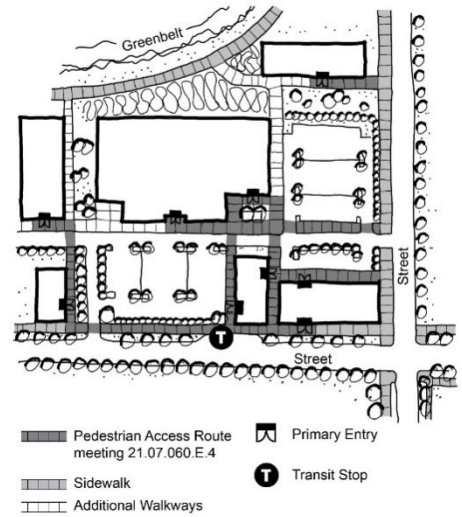 Greenbelt
Street
T
Street
Pedestrian Access Route
meeting 21.07.060.E.4
Sidewalk
Additional Walkways
Primary Entry
T
Transit Stop